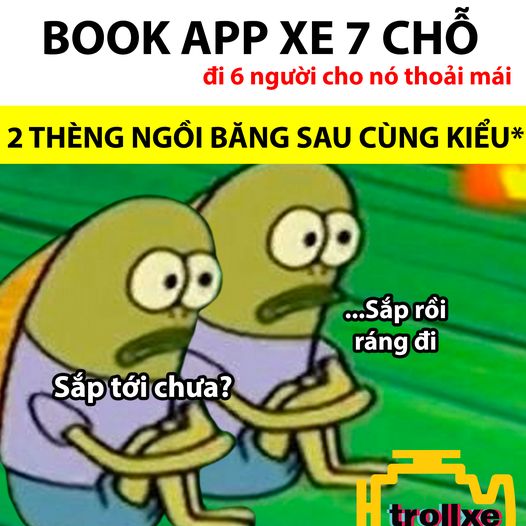 BOOK APP XE 7 CHỖ
đi 6 người cho nó thoải mái
2 THÈNG NGỒI BĂNG SAU CÙNG KIỂU*
...Sắp rồi
ráng đi
Sắp tới chưa?
trollxe